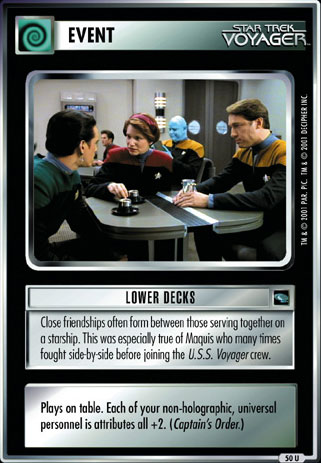 EVENT
STAR TREK
VOYAGER™
TM & © 2001 PAR. PIC. TM & © 2001 DECIPHER INC.
LOWER DECKS
Close friendships often form between those serving together on
a starship. This was especially true of Maquis who many times
fought side-by-side before joining the U.S.S. Voyager crew.
Plays on table. Each of your non-holographic, universal
personnel is attributes all +2. (Captain's Order.)
50 U